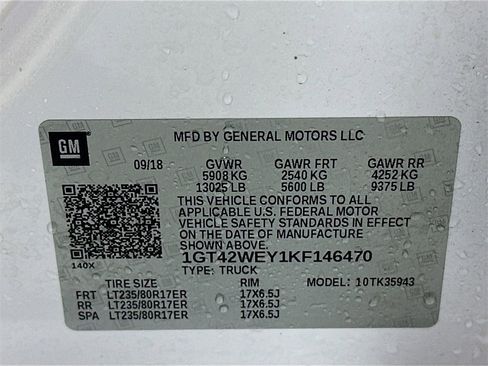 GM
MFD BY GENERAL MOTORS LLC
09/18 GVWR GAWR FRT GAWR RR
5908 KG 2540 KG 4252 KG
13025 LB 5600 LB 9375 LB
THIS VEHICLE CONFORMS TO ALL
APPLICABLE U.S. FEDERAL MOTOR
VEHICLE SAFETY STANDARDS IN EFFECT
ON THE DATE OF MANUFACTURE
SHOWN ABOVE.
140X 1GT42WEY1KF146470
TYPE: TRUCK
TIRE SIZE RIM MODEL: 10TK35943
FRT LT235/80R17ER 17X6.5J
RR LT235/80R17ER 17X6.5J
SPA LT235/80R17ER 17X6.5J